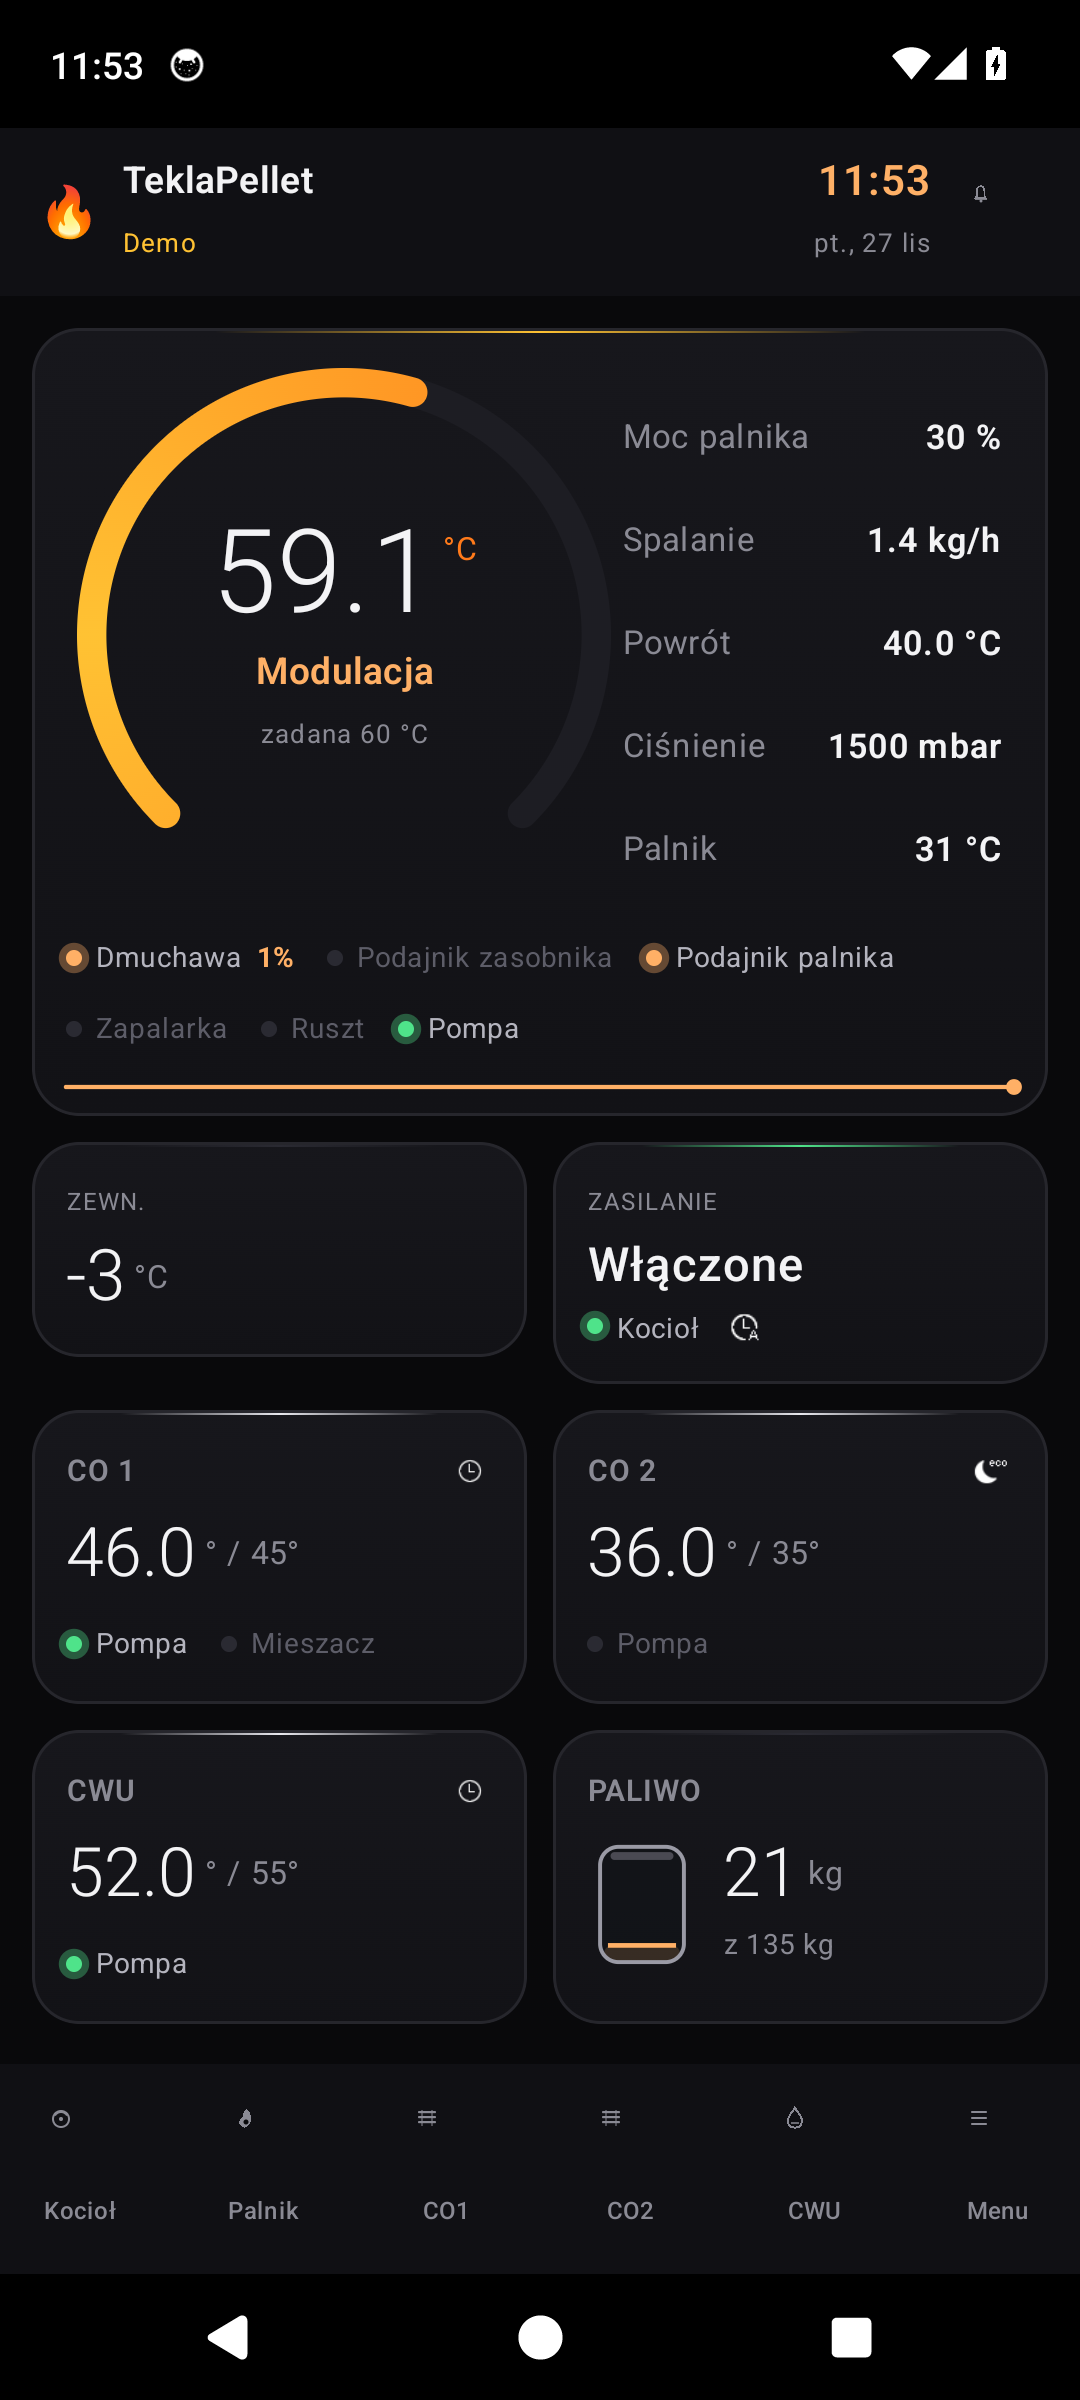 11:53
TeklaPellet
Demo
11:53
pt., 27 lis
59.1 °C
Modulacja
zadana 60 °C
Moc palnika 30 %
Spalanie 1.4 kg/h
Powrót 40.0 °C
Ciśnienie 1500 mbar
Palnik 31 °C
Dmuchawa 1% Podajnik zasobnika Podajnik palnika
Zapalarka Ruszt Pompa
ZEWN.
-3 °C
ZASILANIE
Włączone
Kocioł A
CO 1
46.0 ° / 45°
Pompa Mieszacz
CO 2 eco
36.0 ° / 35°
Pompa
CWU
52.0 ° / 55°
Pompa
PALIWO
21 kg
z 135 kg
Kocioł Palnik CO1 CO2 CWU Menu